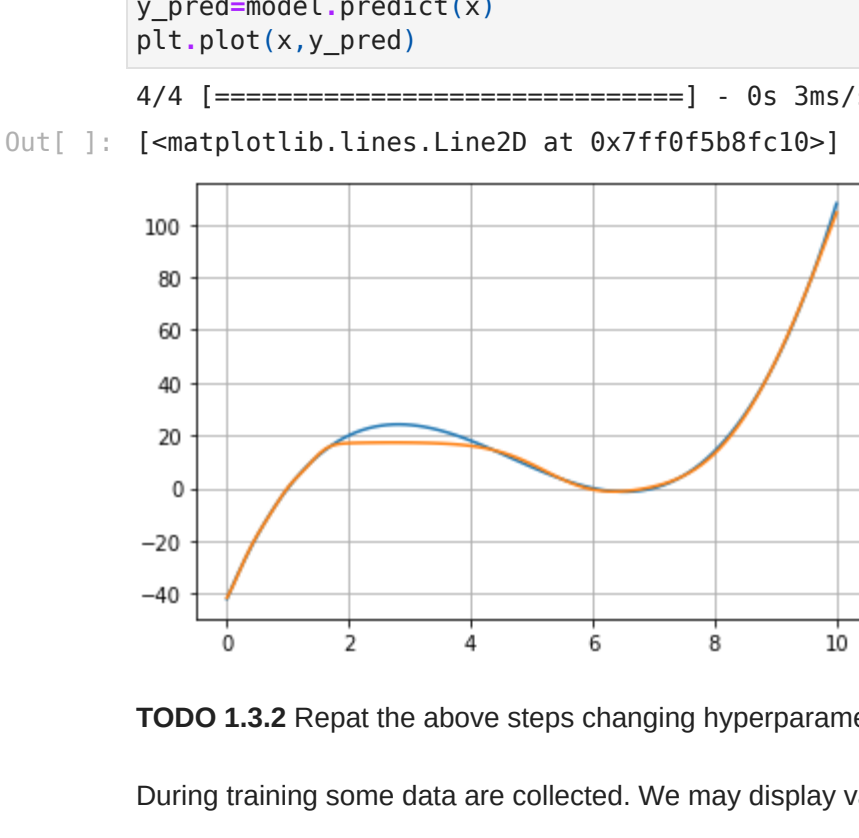 y_pred=model.predict(x)
plt.plot(x,y_pred)
4/4 [==============================] - 0s 3ms/
Out[ ]: [<matplotlib.lines.Line2D at 0x7ff0f5b8fc10>]
100
80
60
40
20
0
−20
−40
0 2 4 6 8 10
TODO 1.3.2 Repat the above steps changing hyperparame
During training some data are collected. We may display va